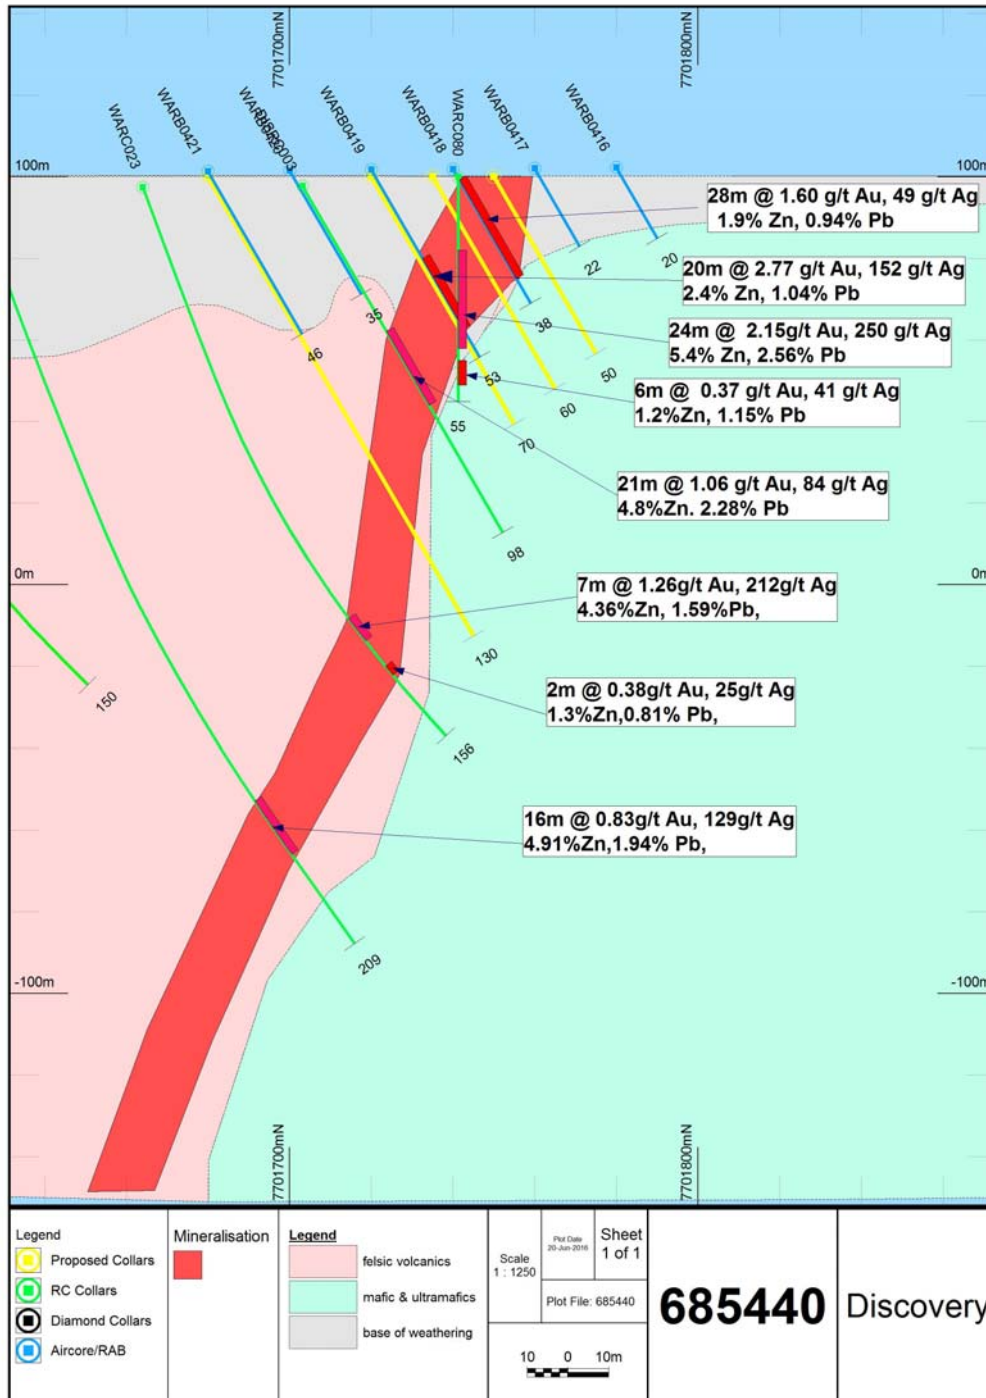 7701700mN
7701800mN
WARC023
WARB0421
WARB0419
WARB0418
WARC080
WARB0417
WARB0416
100m
100m
28m @ 1.60 g/t Au, 49 g/t Ag
1.9% Zn, 0.94% Pb
20m @ 2.77 g/t Au, 152 g/t Ag
2.4% Zn, 1.04% Pb
24m @ 2.15g/t Au, 250 g/t Ag
5.4% Zn, 2.56% Pb
6m @ 0.37 g/t Au, 41 g/t Ag
1.2%Zn, 1.15% Pb
21m @ 1.06 g/t Au, 84 g/t Ag
4.8%Zn. 2.28% Pb
7m @ 1.26g/t Au, 212g/t Ag
4.36%Zn, 1.59%Pb,
2m @ 0.38g/t Au, 25g/t Ag
1.3%Zn,0.81% Pb,
16m @ 0.83g/t Au, 129g/t Ag
4.91%Zn,1.94% Pb,
22
20
35
38
46
50
53
60
55
70
98
0m
0m
130
150
156
209
-100m
-100m
7701700mN
7701800mN
Legend
Proposed Collars
RC Collars
Diamond Collars
Aircore/RAB
Mineralisation
Legend
felsic volcanics
mafic & ultramafics
base of weathering
Scale
1 : 1250
Plot Date
20-Jun-2016
Sheet
1 of 1
Plot File: 685440
10 0 10m
685440
Discovery